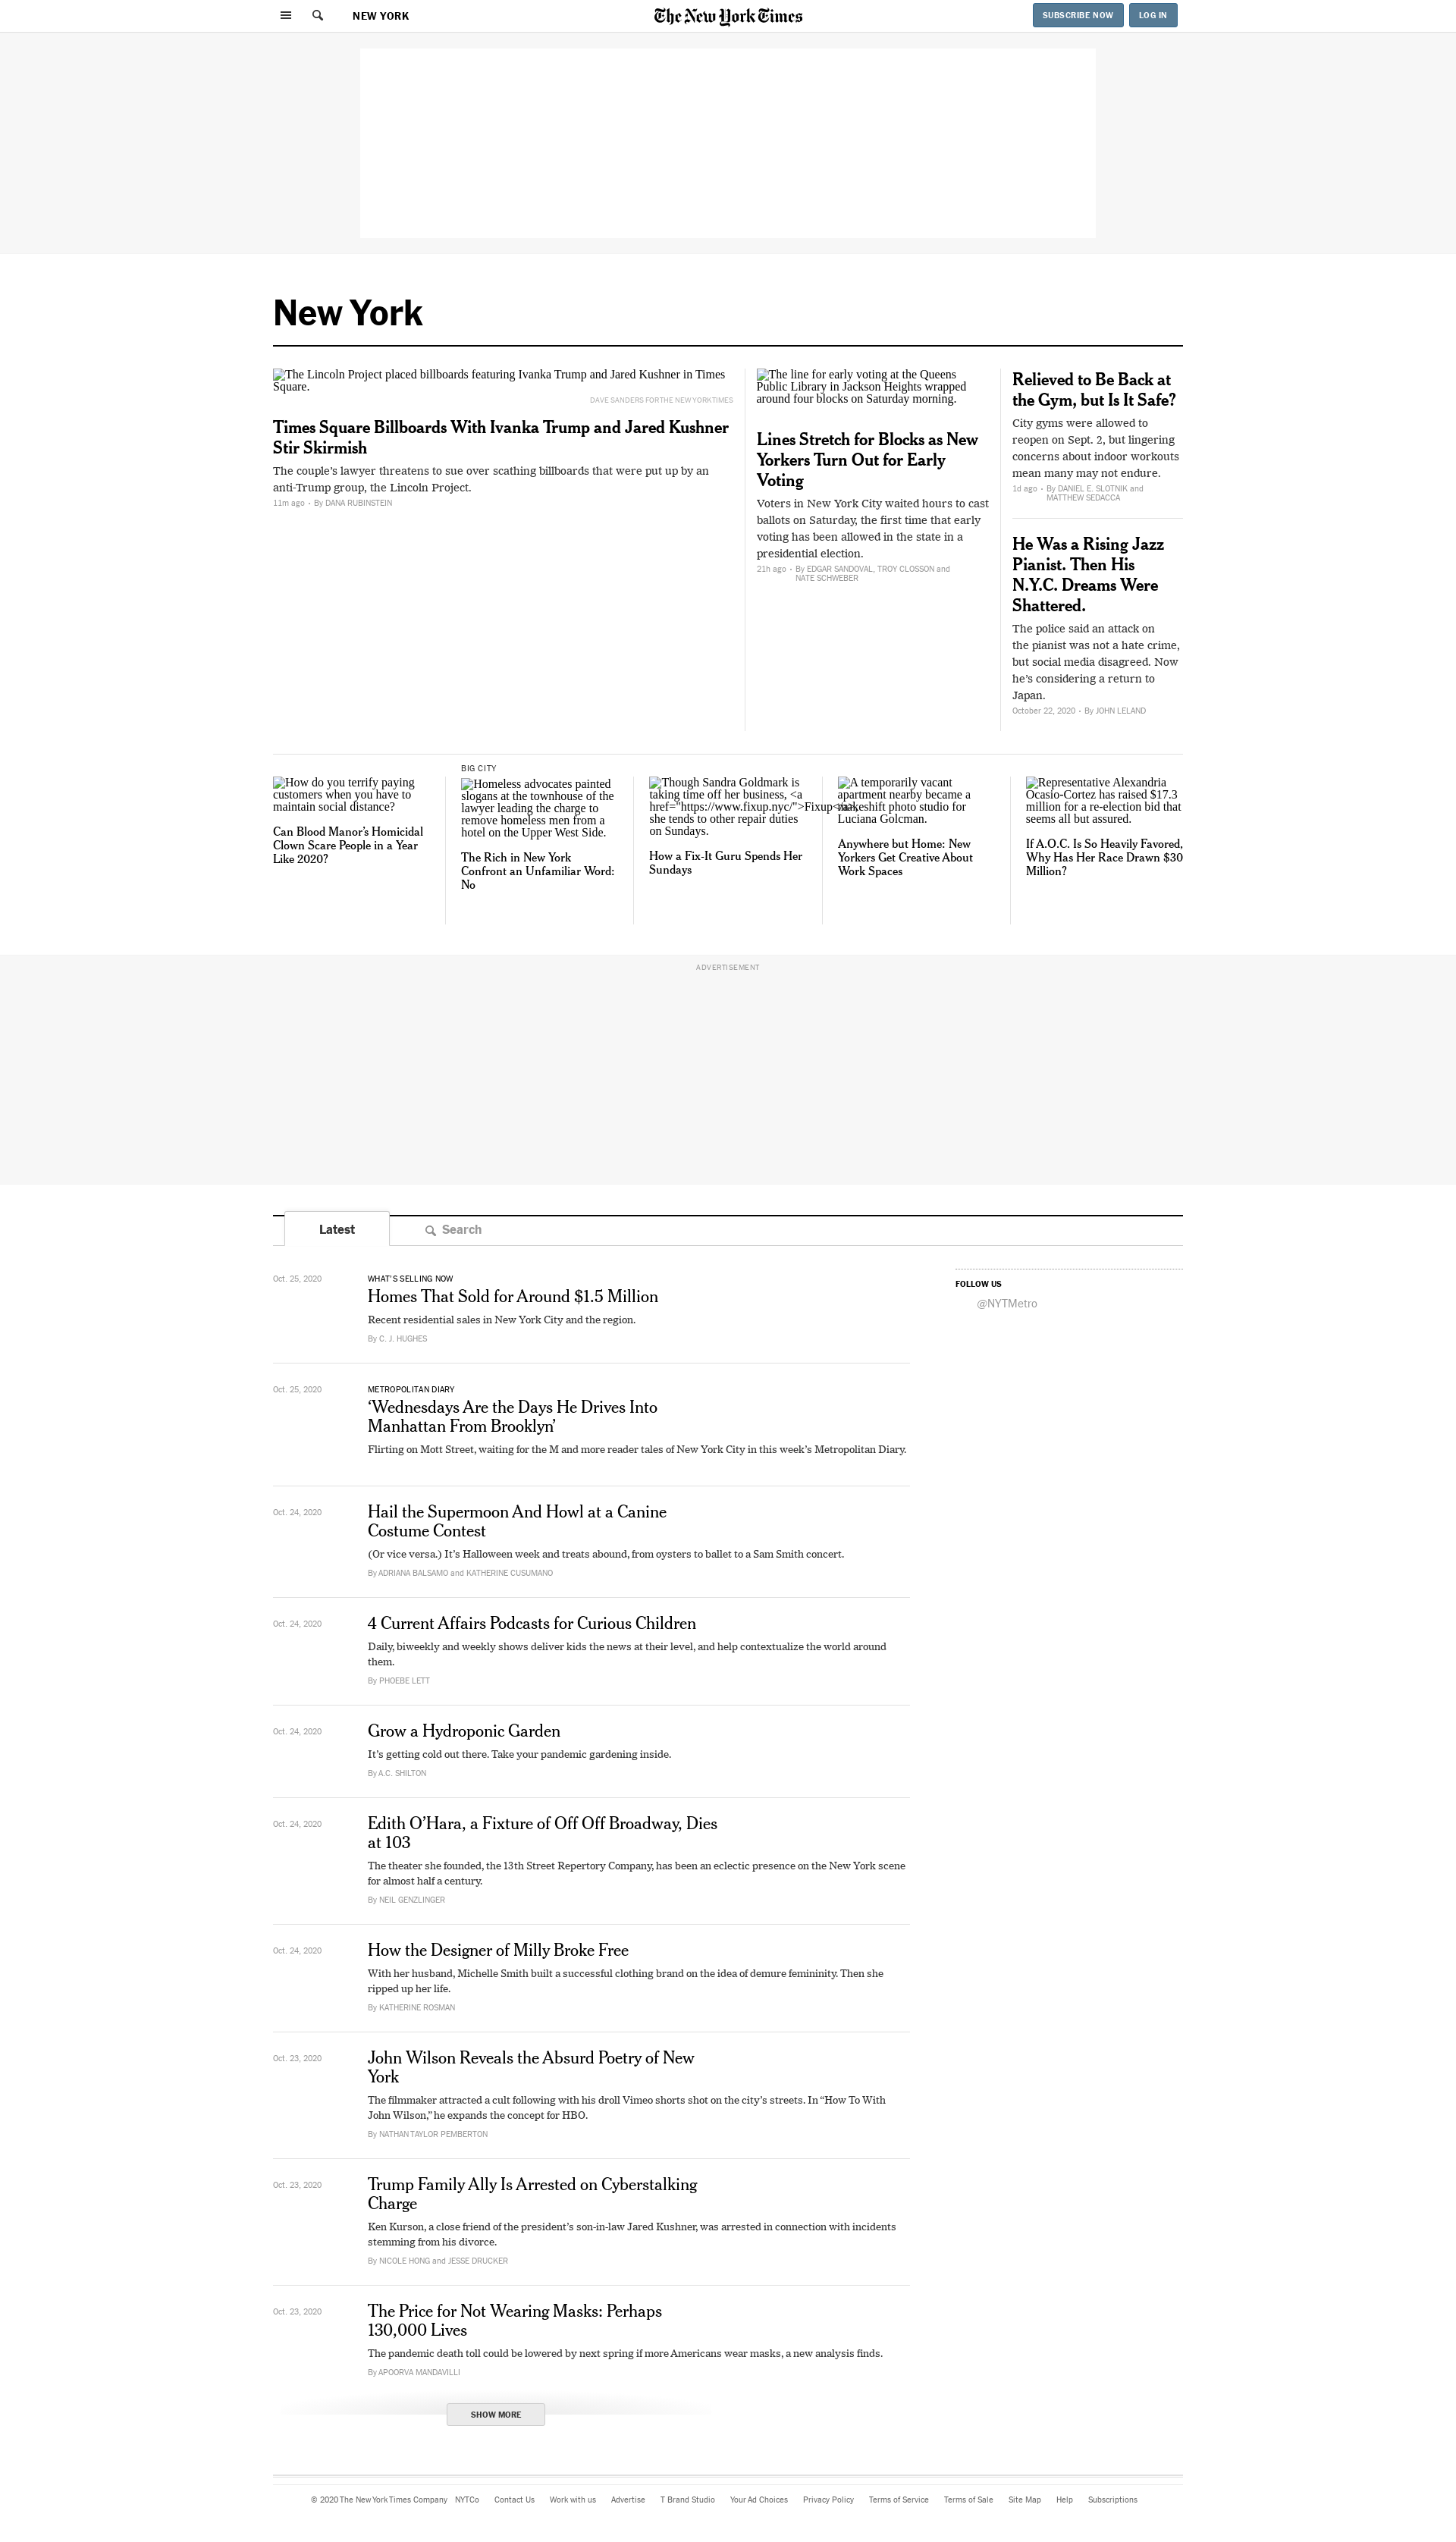 NEW YORK
The New York Times
SUBSCRIBE NOW
LOG IN
New York
The Lincoln Project placed billboards featuring Ivanka Trump and Jared Kushner in Times
Square.
DAVE SANDERS FOR THE NEW YORK TIMES
Times Square Billboards With Ivanka Trump and Jared Kushner
Stir Skirmish
The couple’s lawyer threatens to sue over scathing billboards that were put up by an
anti-Trump group, the Lincoln Project.
11m ago • By DANA RUBINSTEIN
The line for early voting at the Queens
Public Library in Jackson Heights wrapped
around four blocks on Saturday morning.
Lines Stretch for Blocks as New
Yorkers Turn Out for Early
Voting
Voters in New York City waited hours to cast
ballots on Saturday, the first time that early
voting has been allowed in the state in a
presidential election.
21h ago • By EDGAR SANDOVAL, TROY CLOSSON and
NATE SCHWEBER
Relieved to Be Back at
the Gym, but Is It Safe?
City gyms were allowed to
reopen on Sept. 2, but lingering
concerns about indoor workouts
mean many may not endure.
1d ago • By DANIEL E. SLOTNIK and
MATTHEW SEDACCA
He Was a Rising Jazz
Pianist. Then His
N.Y.C. Dreams Were
Shattered.
The police said an attack on
the pianist was not a hate crime,
but social media disagreed. Now
he’s considering a return to
Japan.
October 22, 2020 • By JOHN LELAND
How do you terrify paying
customers when you have to
maintain social distance?
Can Blood Manor’s Homicidal
Clown Scare People in a Year
Like 2020?
BIG CITY
Homeless advocates painted
slogans at the townhouse of the
lawyer leading the charge to
remove homeless men from a
hotel on the Upper West Side.
The Rich in New York
Confront an Unfamiliar Word:
No
Though Sandra Goldmark is
taking time off her business, <a
href="https://www.fixup.nyc/">Fixup</a>,
she tends to other repair duties
on Sundays.
How a Fix-It Guru Spends Her
Sundays
A temporarily vacant
apartment nearby became a
makeshift photo studio for
Luciana Golcman.
Anywhere but Home: New
Yorkers Get Creative About
Work Spaces
Representative Alexandria
Ocasio-Cortez has raised $17.3
million for a re-election bid that
seems all but assured.
If A.O.C. Is So Heavily Favored,
Why Has Her Race Drawn $30
Million?
ADVERTISEMENT
Latest
Search
Oct. 25, 2020
WHAT’S SELLING NOW
Homes That Sold for Around $1.5 Million
Recent residential sales in New York City and the region.
By C. J. HUGHES
FOLLOW US
@NYTMetro
Oct. 25, 2020
METROPOLITAN DIARY
‘Wednesdays Are the Days He Drives Into
Manhattan From Brooklyn’
Flirting on Mott Street, waiting for the M and more reader tales of New York City in this week’s Metropolitan Diary.
Oct. 24, 2020
Hail the Supermoon And Howl at a Canine
Costume Contest
(Or vice versa.) It’s Halloween week and treats abound, from oysters to ballet to a Sam Smith concert.
By ADRIANA BALSAMO and KATHERINE CUSUMANO
Oct. 24, 2020
4 Current Affairs Podcasts for Curious Children
Daily, biweekly and weekly shows deliver kids the news at their level, and help contextualize the world around
them.
By PHOEBE LETT
Oct. 24, 2020
Grow a Hydroponic Garden
It’s getting cold out there. Take your pandemic gardening inside.
By A.C. SHILTON
Oct. 24, 2020
Edith O’Hara, a Fixture of Off Off Broadway, Dies
at 103
The theater she founded, the 13th Street Repertory Company, has been an eclectic presence on the New York scene
for almost half a century.
By NEIL GENZLINGER
Oct. 24, 2020
How the Designer of Milly Broke Free
With her husband, Michelle Smith built a successful clothing brand on the idea of demure femininity. Then she
ripped up her life.
By KATHERINE ROSMAN
Oct. 23, 2020
John Wilson Reveals the Absurd Poetry of New
York
The filmmaker attracted a cult following with his droll Vimeo shorts shot on the city’s streets. In “How To With
John Wilson,” he expands the concept for HBO.
By NATHAN TAYLOR PEMBERTON
Oct. 23, 2020
Trump Family Ally Is Arrested on Cyberstalking
Charge
Ken Kurson, a close friend of the president’s son-in-law Jared Kushner, was arrested in connection with incidents
stemming from his divorce.
By NICOLE HONG and JESSE DRUCKER
Oct. 23, 2020
The Price for Not Wearing Masks: Perhaps
130,000 Lives
The pandemic death toll could be lowered by next spring if more Americans wear masks, a new analysis finds.
By APOORVA MANDAVILLI
SHOW MORE
© 2020 The New York Times Company NYTCo Contact Us Work with us Advertise T Brand Studio Your Ad Choices Privacy Policy Terms of Service Terms of Sale Site Map Help Subscriptions